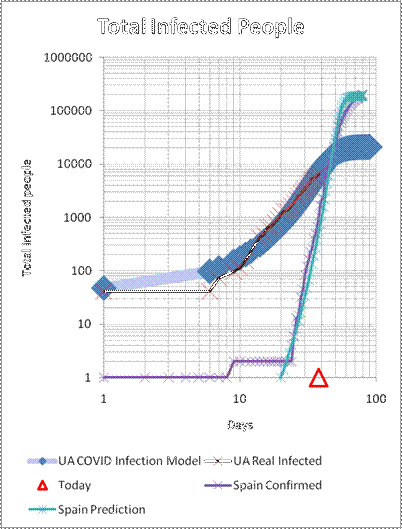 Total Infected People
1000000
100000
10000
1000
100
10
1
Total Infected people
1 10 100
Days
UA COVID Infection Model UA Real Infected
Today Spain Confirmed
Spain Prediction